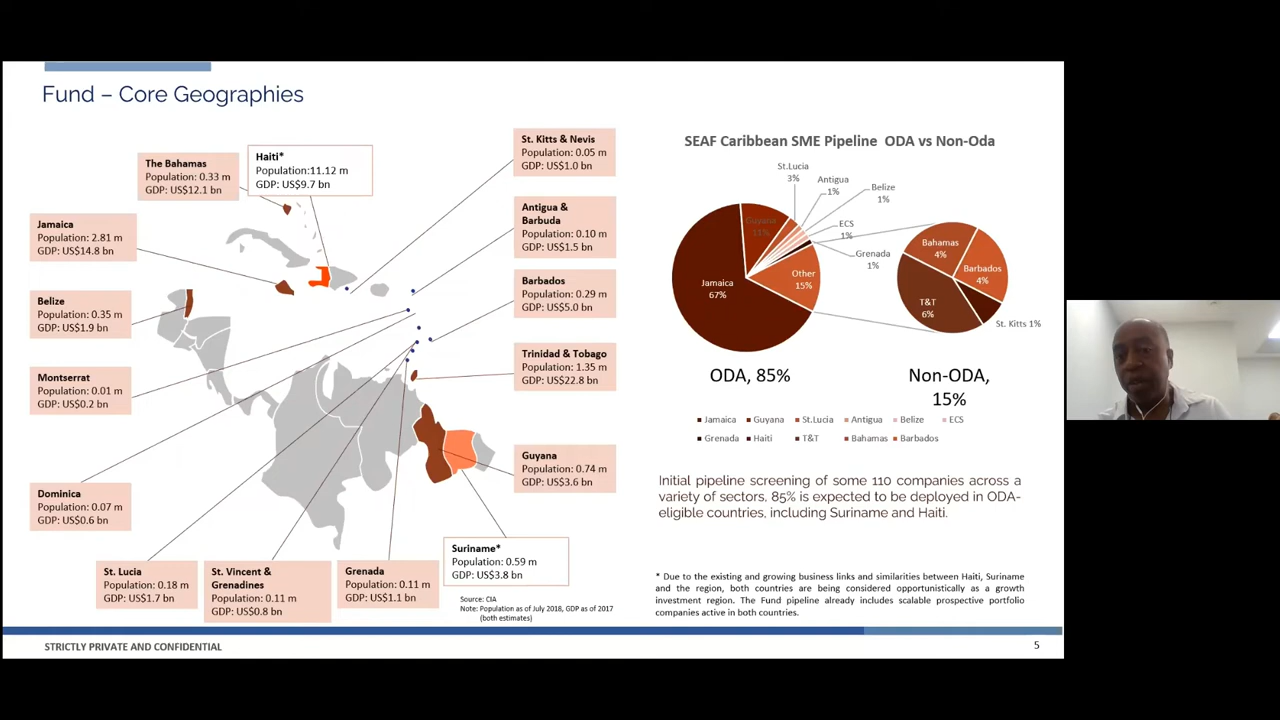 Fund – Core Geographies
The Bahamas
Population: 0.33 m
GDP: US$12.1 bn
Haiti*
Population:11.12 m
GDP: US$9.7 bn
St. Kitts & Nevis
Population: 0.05 m
GDP: US$1.0 bn
Jamaica
Population: 2.81 m
GDP: US$14.8 bn
Antigua &
Barbuda
Population: 0.10 m
GDP: US$1.5 bn
Belize
Population: 0.35 m
GDP: US$1.9 bn
Barbados
Population: 0.29 m
GDP: US$5.0 bn
Montserrat
Population: 0.01 m
GDP: US$0.2 bn
Trinidad & Tobago
Population: 1.35 m
GDP: US$22.8 bn
Dominica
Population: 0.07 m
GDP: US$0.6 bn
Guyana
Population: 0.74 m
GDP: US$3.6 bn
St. Lucia
Population: 0.18 m
GDP: US$1.7 bn
St. Vincent &
Grenadines
Population: 0.11 m
GDP: US$0.8 bn
Grenada
Population: 0.11 m
GDP: US$1.1 bn
Suriname*
Population: 0.59 m
GDP: US$3.8 bn
Source: CIA
Note: Population as of July 2018, GDP as of 2017
(both estimates)
SEAF Caribbean SME Pipeline ODA vs Non-Oda
St.Lucia
3%
Antigua
1%
Belize
1%
Guyana
11%
ECS
1%
Grenada
1%
Jamaica
67%
Other
15%
Bahamas
4%
Barbados
4%
T&T
6%
St. Kitts 1%
ODA, 85%
Non-ODA,
15%
Jamaica Guyana St.Lucia Antigua Belize ECS
Grenada Haiti T&T Bahamas Barbados
Initial pipeline screening of some 110 companies across a
variety of sectors, 85% is expected to be deployed in ODA-
eligible countries, including Suriname and Haiti.
* Due to the existing and growing business links and similarities between Haiti, Suriname
and the region, both countries are being considered opportunistically as a growth
investment region. The Fund pipeline already includes scalable prospective portfolio
companies active in both countries.
STRICTLY PRIVATE AND CONFIDENTIAL
5